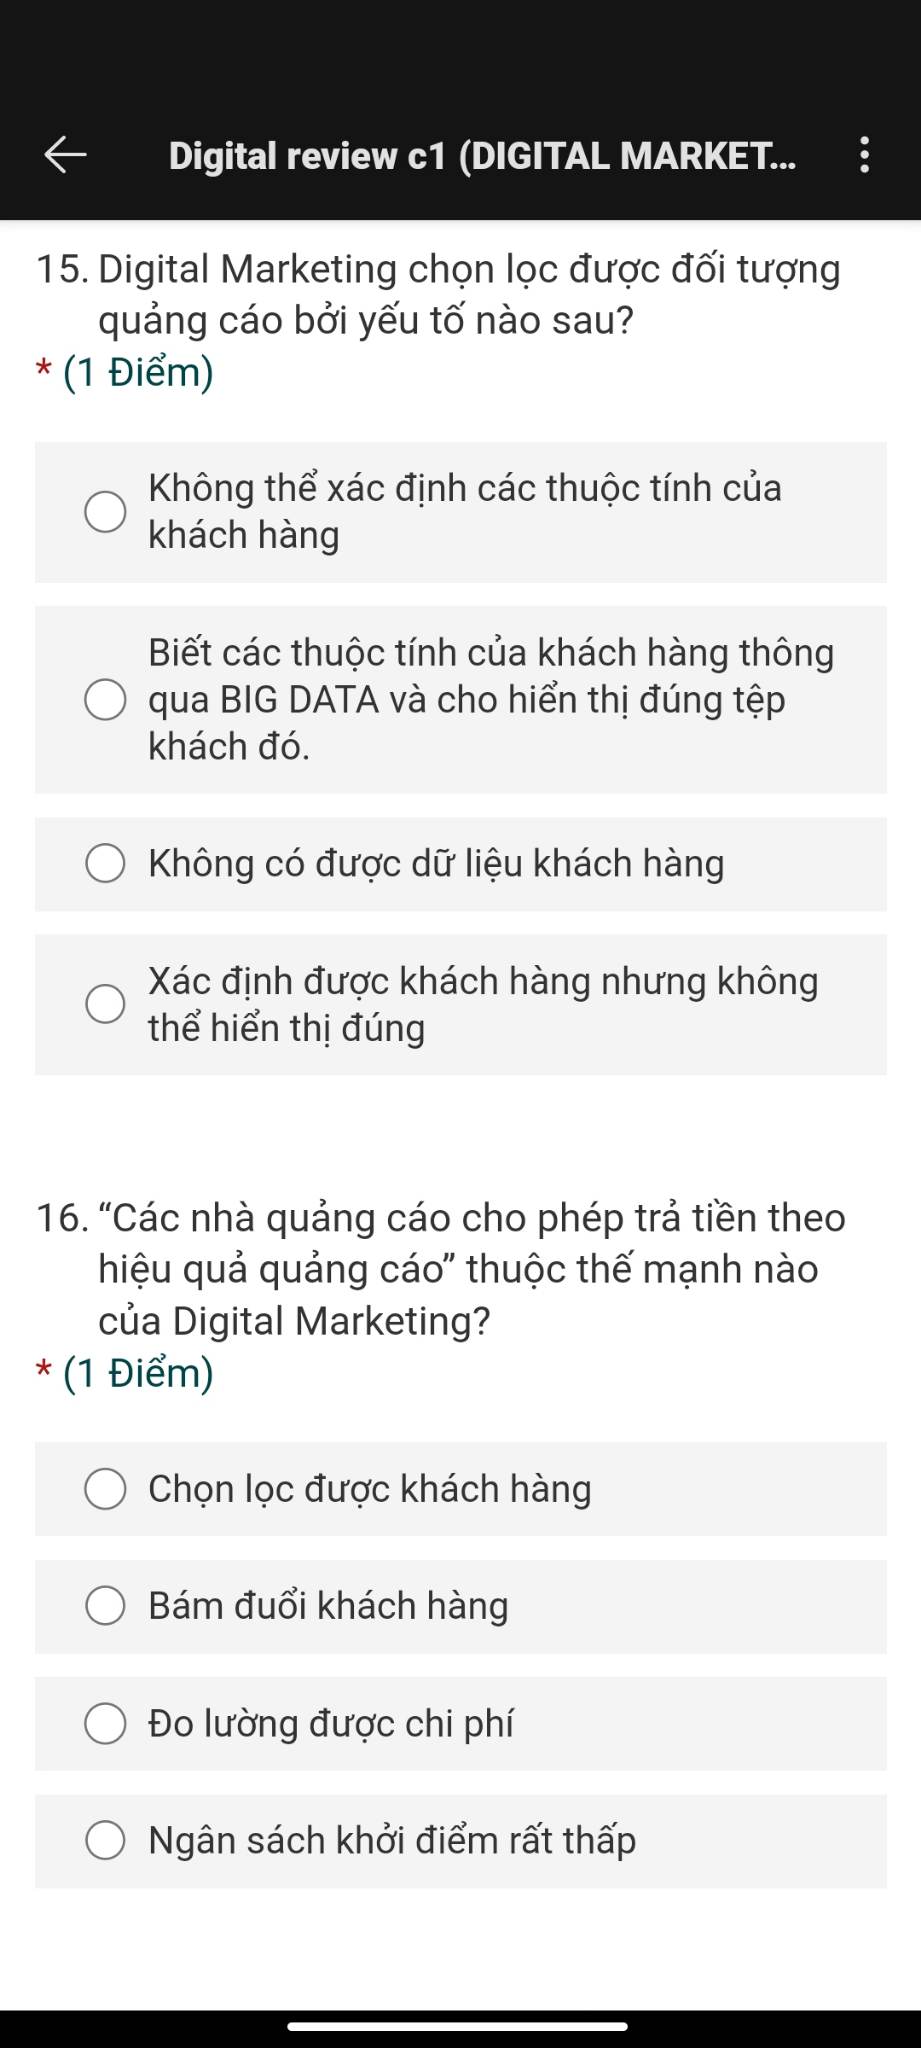 Digital review c1 (DIGITAL MARKET...
15. Digital Marketing chọn lọc được đối tượng
quảng cáo bởi yếu tố nào sau?
* (1 Điểm)
Không thể xác định các thuộc tính của
khách hàng
Biết các thuộc tính của khách hàng thông
qua BIG DATA và cho hiển thị đúng tệp
khách đó.
Không có được dữ liệu khách hàng
Xác định được khách hàng nhưng không
thể hiển thị đúng
16. “Các nhà quảng cáo cho phép trả tiền theo
hiệu quả quảng cáo” thuộc thế mạnh nào
của Digital Marketing?
* (1 Điểm)
Chọn lọc được khách hàng
Bám đuổi khách hàng
Đo lường được chi phí
Ngân sách khởi điểm rất thấp